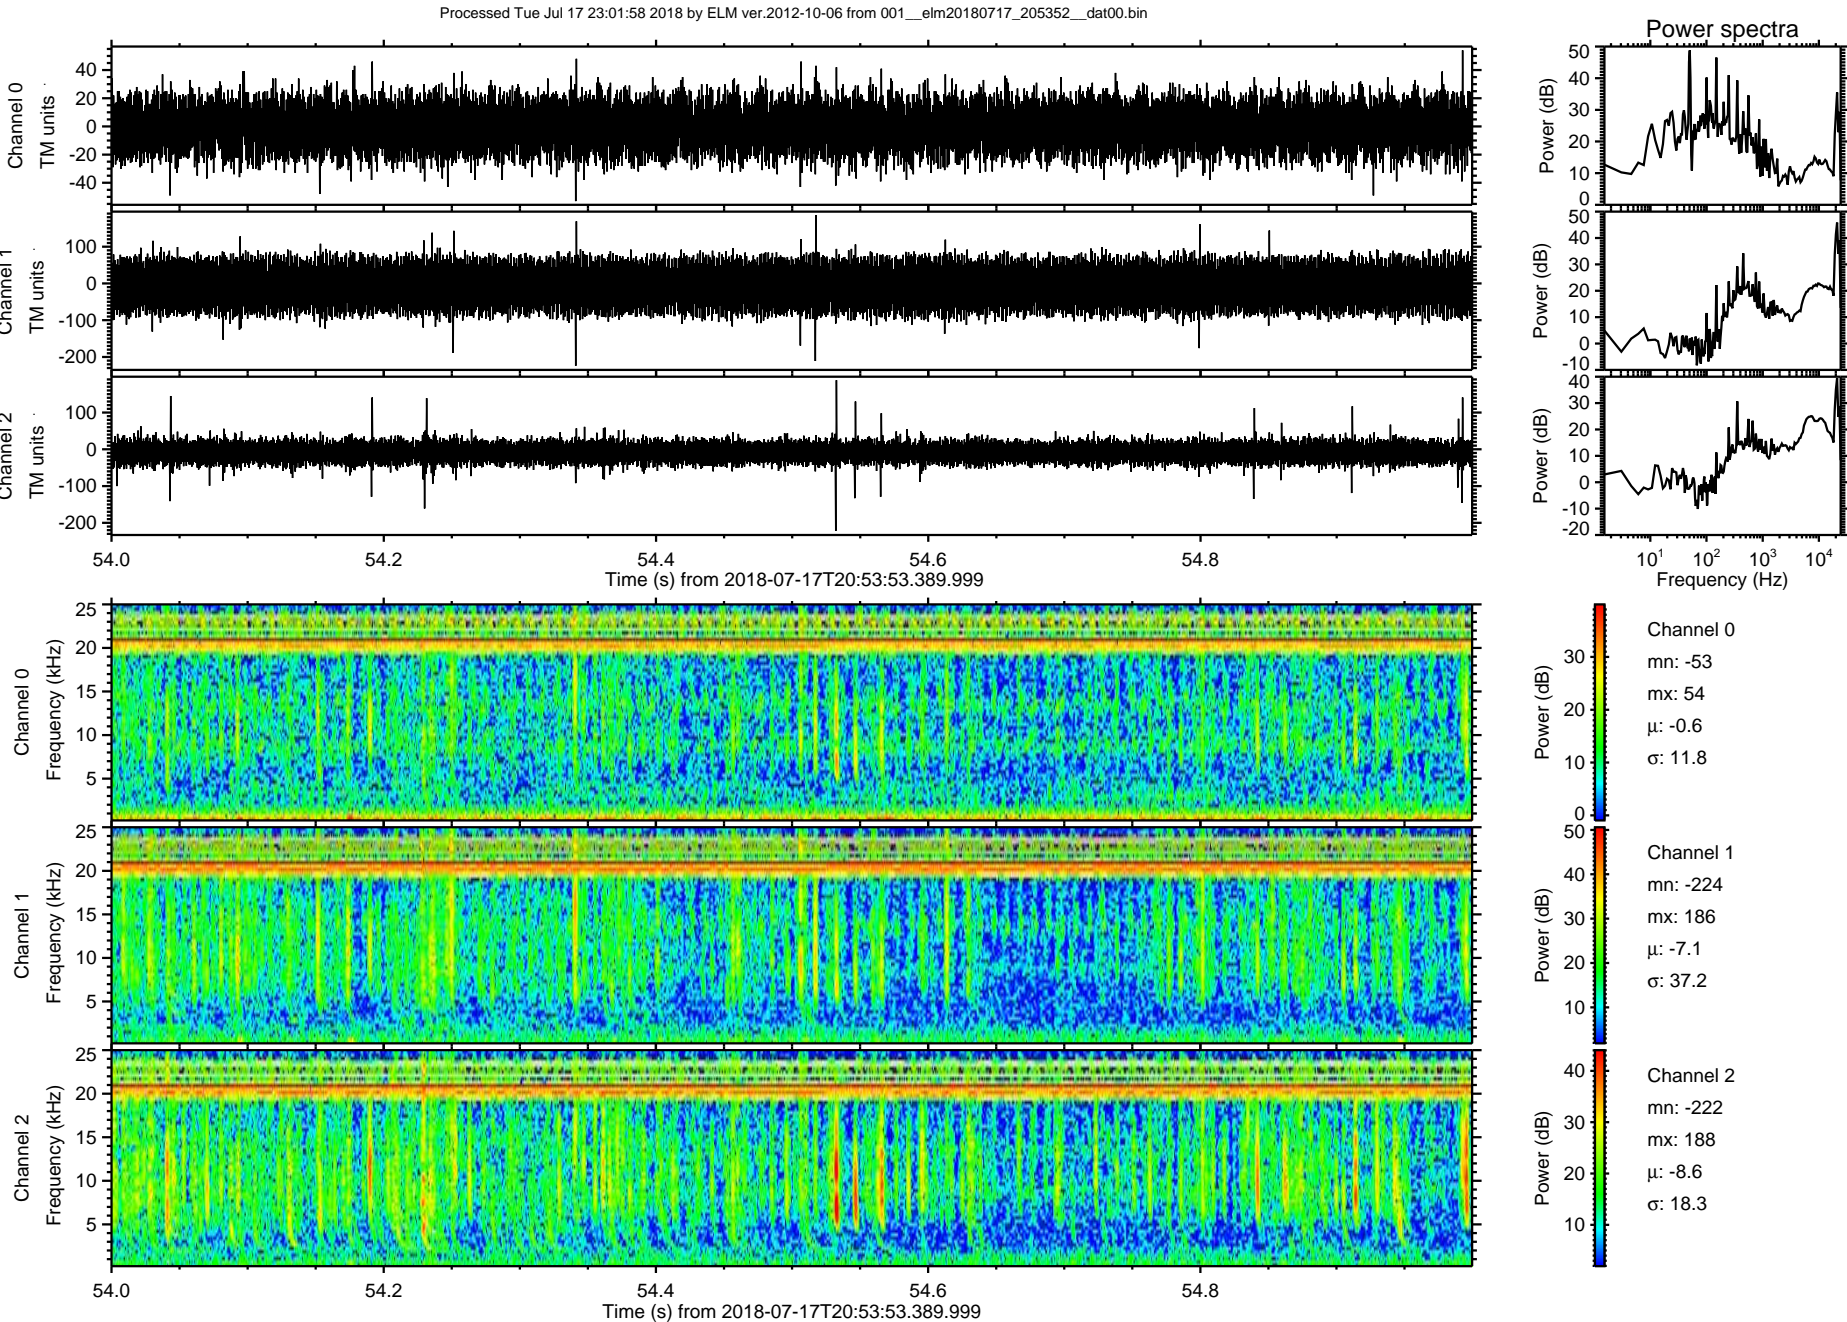 Processed Tue Jul 17 23:01:58 2018 by ELM ver.2012-10-06 from 001__elm20180717_205352__dat00.bin
Power spectra
Channel 0
TM units
40
20
0
-20
-40
Power (dB)
50
40
30
20
10
0
Channel 1
TM units
100
0
-100
-200
Power (dB)
50
40
30
20
10
0
-10
Channel 2
TM units
100
0
-100
-200
Power (dB)
40
30
20
10
0
-10
-20
54.0 54.2 54.4 54.6 54.8
Time (s) from 2018-07-17T20:53:53.389.999
10¹ 10² 10³ 10⁴
Frequency (Hz)
Channel 0
Frequency (kHz)
25
20
15
10
5
Power (dB)
30
20
10
0
Channel 0
mn: -53
mx: 54
μ: -0.6
σ: 11.8
Channel 1
Frequency (kHz)
25
20
15
10
5
Power (dB)
50
40
30
20
10
Channel 1
mn: -224
mx: 186
μ: -7.1
σ: 37.2
Channel 2
Frequency (kHz)
25
20
15
10
5
Power (dB)
40
30
20
10
Channel 2
mn: -222
mx: 188
μ: -8.6
σ: 18.3
54.0 54.2 54.4 54.6 54.8
Time (s) from 2018-07-17T20:53:53.389.999